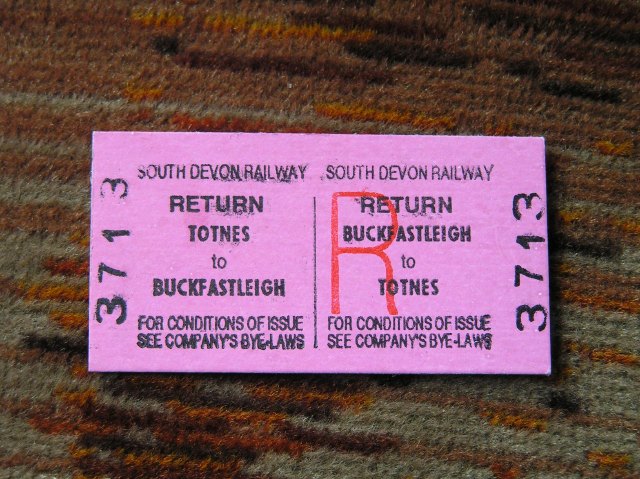 SOUTH DEVON RAILWAY
RETURN
TOTNES
to
BUCKFASTLEIGH
FOR CONDITIONS OF ISSUE
SEE COMPANY'S BYE-LAWS
3713
SOUTH DEVON RAILWAY
RETURN
BUCKFASTLEIGH
to
TOTNES
R
FOR CONDITIONS OF ISSUE
SEE COMPANY'S BYE-LAWS
3713